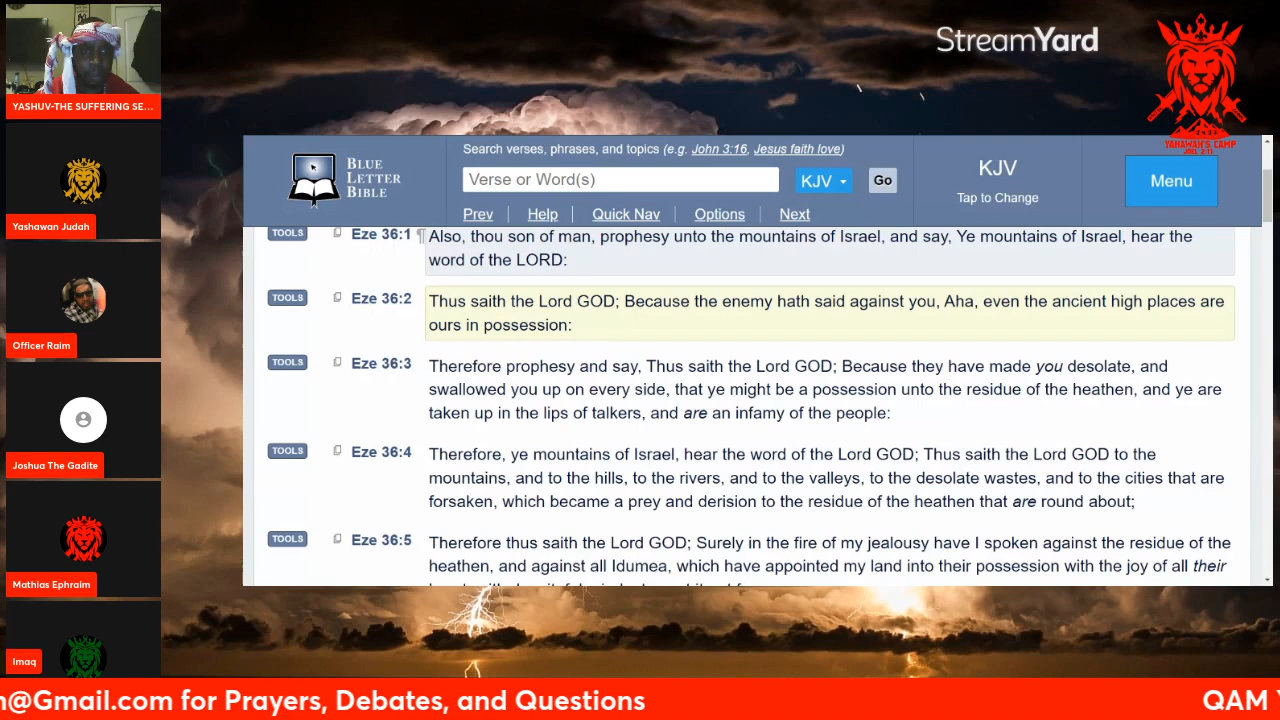 StreamYard
YAHAWAH'S CAMP
JOEL 2:11
YASHUV-THE SUFFERING SE...
Yashawan Judah
Officer Raim
Joshua The Gadite
Mathias Ephraim
Imaq
BLUE
LETTER
BIBLE
Search verses, phrases, and topics (e.g. John 3:16, Jesus faith love)
Verse or Word(s)
KJV
Go
Prev
Help
Quick Nav
Options
Next
KJV
Tap to Change
Menu
TOOLS Eze 36:1 ¶ Also, thou son of man, prophesy unto the mountains of Israel, and say, Ye mountains of Israel, hear the
word of the LORD:
TOOLS Eze 36:2 Thus saith the Lord GOD; Because the enemy hath said against you, Aha, even the ancient high places are
ours in possession:
TOOLS Eze 36:3 Therefore prophesy and say, Thus saith the Lord GOD; Because they have made you desolate, and
swallowed you up on every side, that ye might be a possession unto the residue of the heathen, and ye are
taken up in the lips of talkers, and are an infamy of the people:
TOOLS Eze 36:4 Therefore, ye mountains of Israel, hear the word of the Lord GOD; Thus saith the Lord GOD to the
mountains, and to the hills, to the rivers, and to the valleys, to the desolate wastes, and to the cities that are
forsaken, which became a prey and derision to the residue of the heathen that are round about;
TOOLS Eze 36:5 Therefore thus saith the Lord GOD; Surely in the fire of my jealousy have I spoken against the residue of the
heathen, and against all Idumea, which have appointed my land into their possession with the joy of all their
@Gmail.com for Prayers, Debates, and Questions
QAM